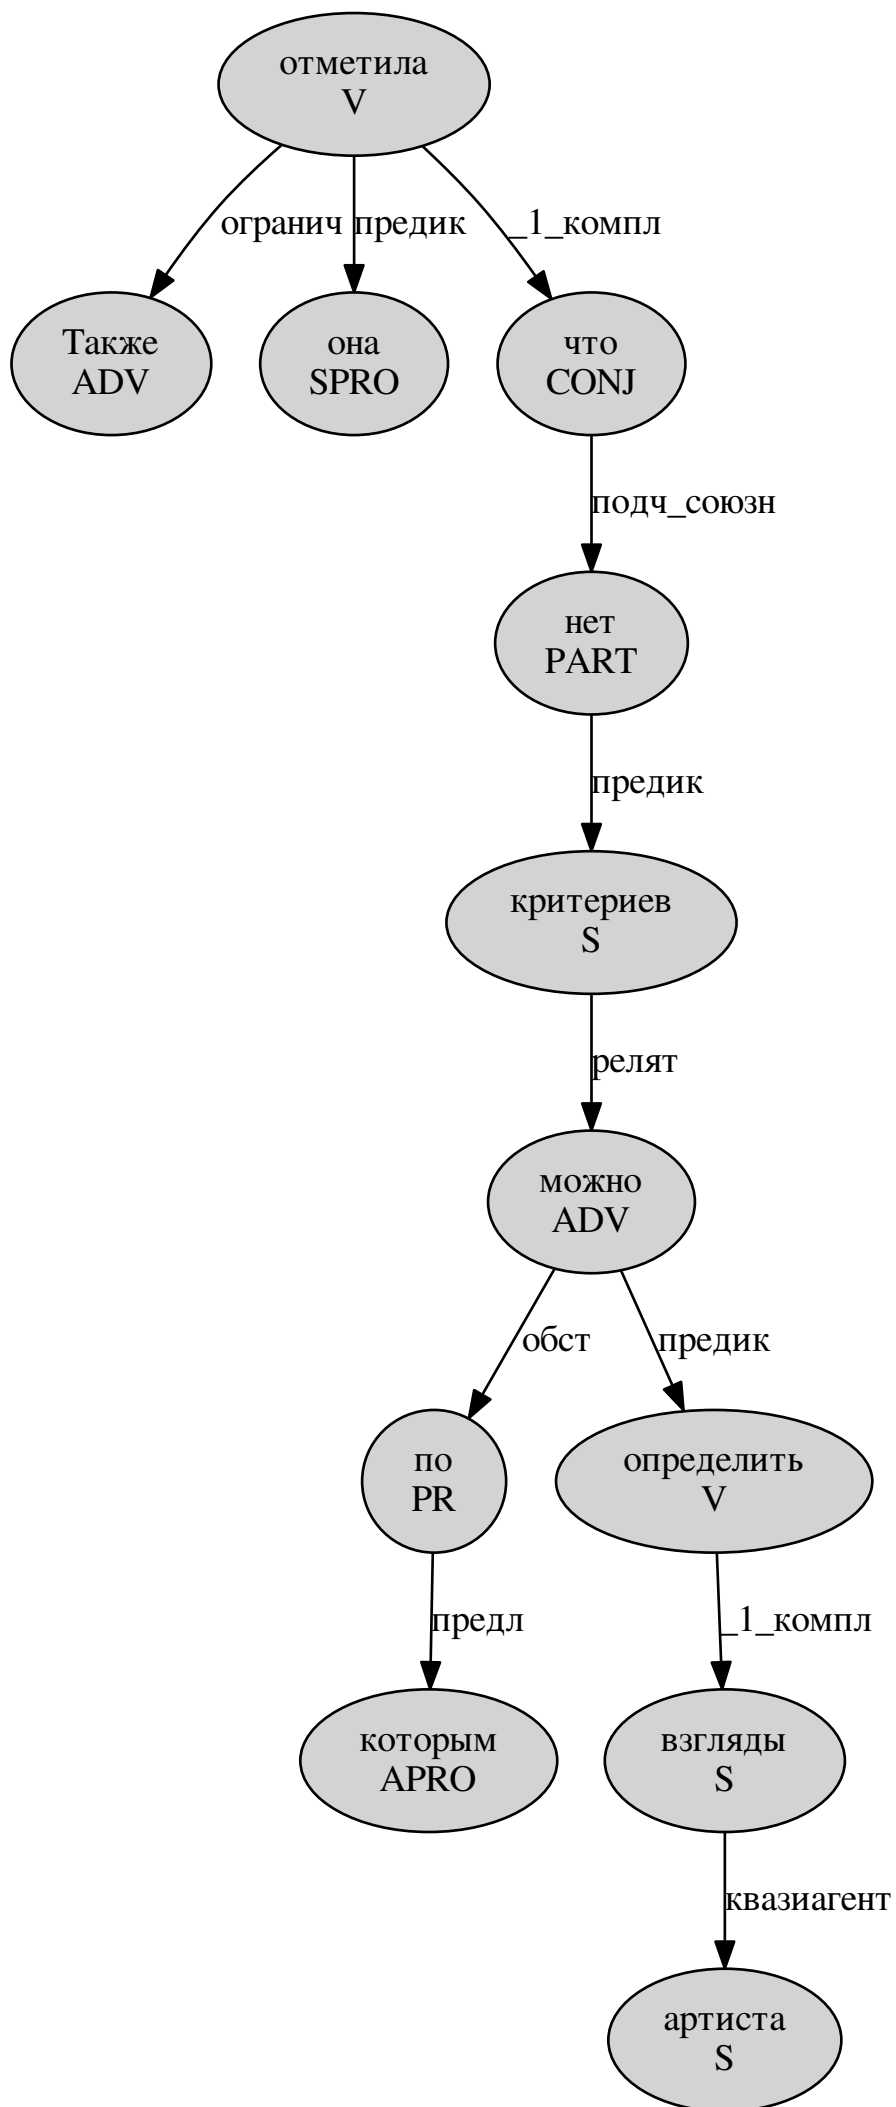 отметила
V
огранич
предик
_1_компл
Также
ADV
она
SPRO
что
CONJ
подч_союзн
нет
PART
предик
критериев
S
релят
можно
ADV
обст
предик
по
PR
определить
V
предл
_1_компл
которым
APRO
взгляды
S
квазиагент
артиста
S